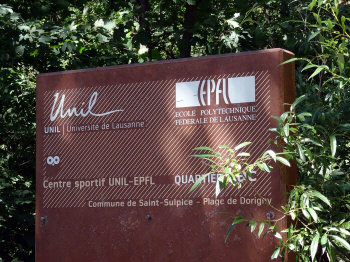 Unil
UNIL | Université de Lausanne
EPFL
ECOLE POLYTECHNIQUE
FEDERALE DE LAUSANNE
Centre sportif UNIL-EPFL
QUARTIER
Commune de Saint-Sulpice - Plage de Dorigny